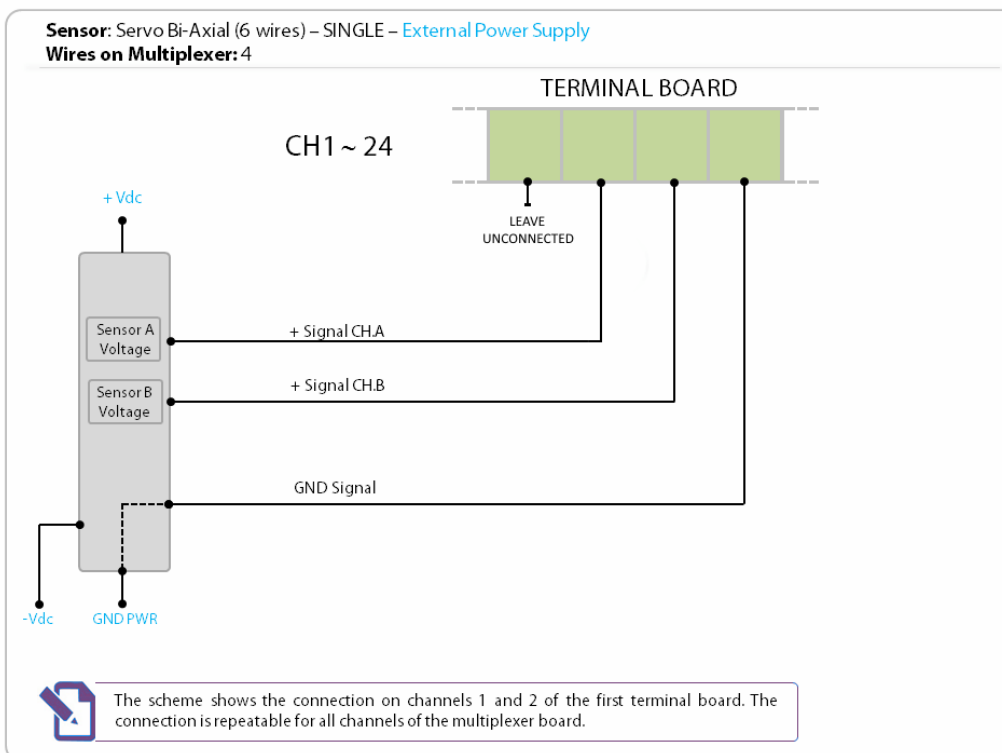 Sensor: Servo Bi-Axial (6 wires) – SINGLE – External Power Supply
Wires on Multiplexer: 4
TERMINAL BOARD
CH1 ~ 24
+ Vdc
LEAVE
UNCONNECTED
Sensor A
Voltage
+ Signal CH.A
Sensor B
Voltage
+ Signal CH.B
GND Signal
-Vdc
GND PWR
The scheme shows the connection on channels 1 and 2 of the first terminal board. The
connection is repeatable for all channels of the multiplexer board.